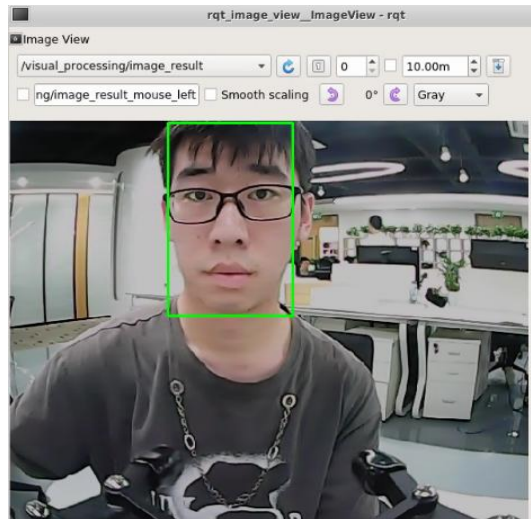 rqt_image_view__ImageView - rqt
Image View
/visual_processing/image_result 0 10.00m
ng/image_result_mouse_left Smooth scaling 0° Gray